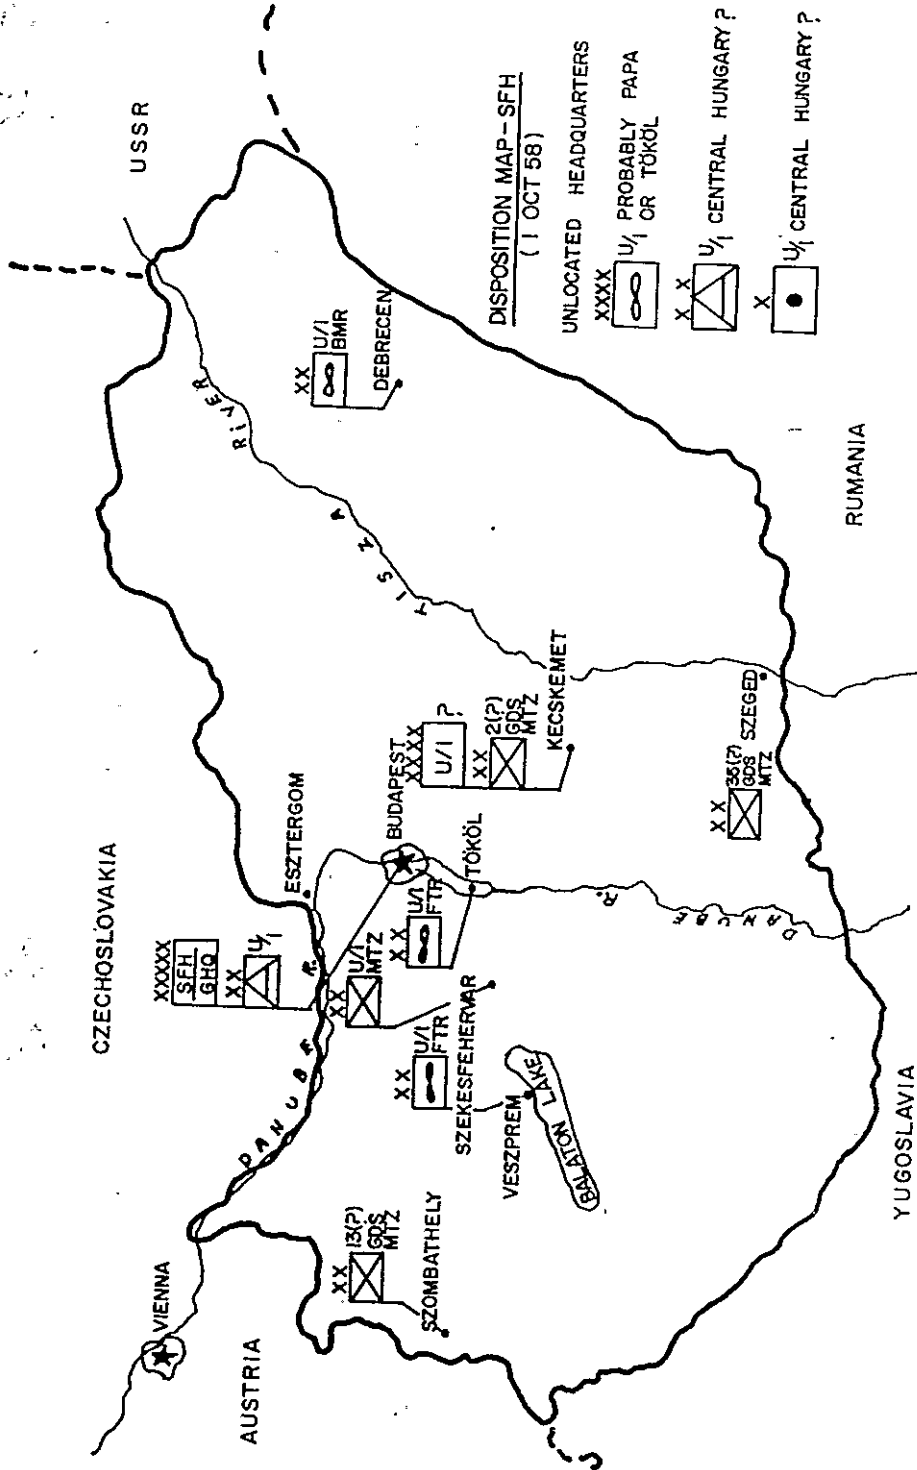 DISPOSITION MAP-SFH
(1 OCT 58)
UNLOCATED HEADQUARTERS
XXXX
U/I PROBABLY PAPA
OR TÖKÖL
XX
U/I CENTRAL HUNGARY?
X
U/I CENTRAL HUNGARY?
CZECHOSLOVAKIA
USSR
AUSTRIA
VIENNA
RUMANIA
YUGOSLAVIA
DANUBE R.
TISZA RIVER
DANUBE R.
BALATON LAKE
XXXXX
SFH
GHQ
XX
U/I
ESZTERGOM
BUDAPEST
XX
U/I
MTZ
XX
U/I
FTR
TÖKÖL
XX
U/I
FTR
SZEKESFEHERVAR
VESZPREM
XX
13(?)
GDS
MTZ
SZOMBATHELY
XXXX
U/I
?
XX
2(?)
GDS
MTZ
KECSKEMET
XX
GDS
MTZ
SZEGED
XX
U/I
BMR
DEBRECEN